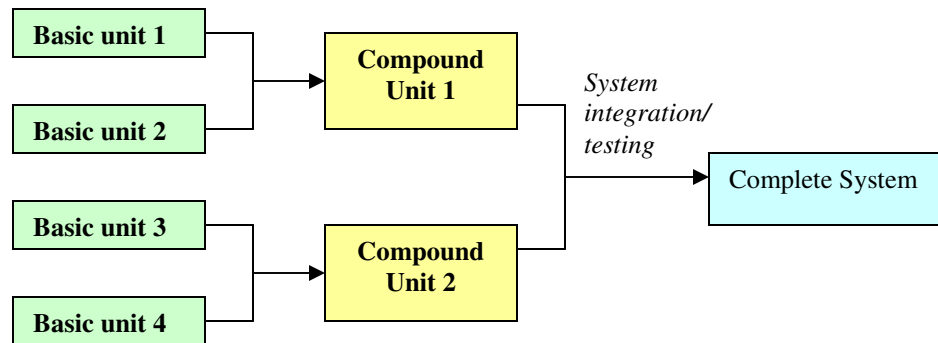 Basic unit 1
Basic unit 2
Basic unit 3
Basic unit 4
Compound
Unit 1
Compound
Unit 2
System
integration/
testing
Complete System